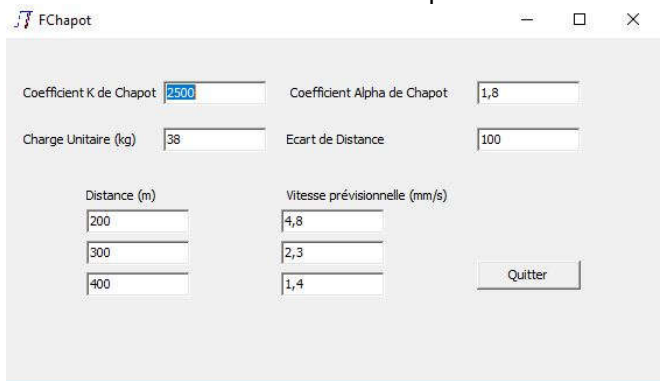 FChapot
Coefficient K de Chapot 2500 Coefficient Alpha de Chapot 1,8
Charge Unitaire (kg) 38 Ecart de Distance 100
Distance (m) Vitesse prévisionnelle (mm/s)
200 4,8
300 2,3
400 1,4
Quitter